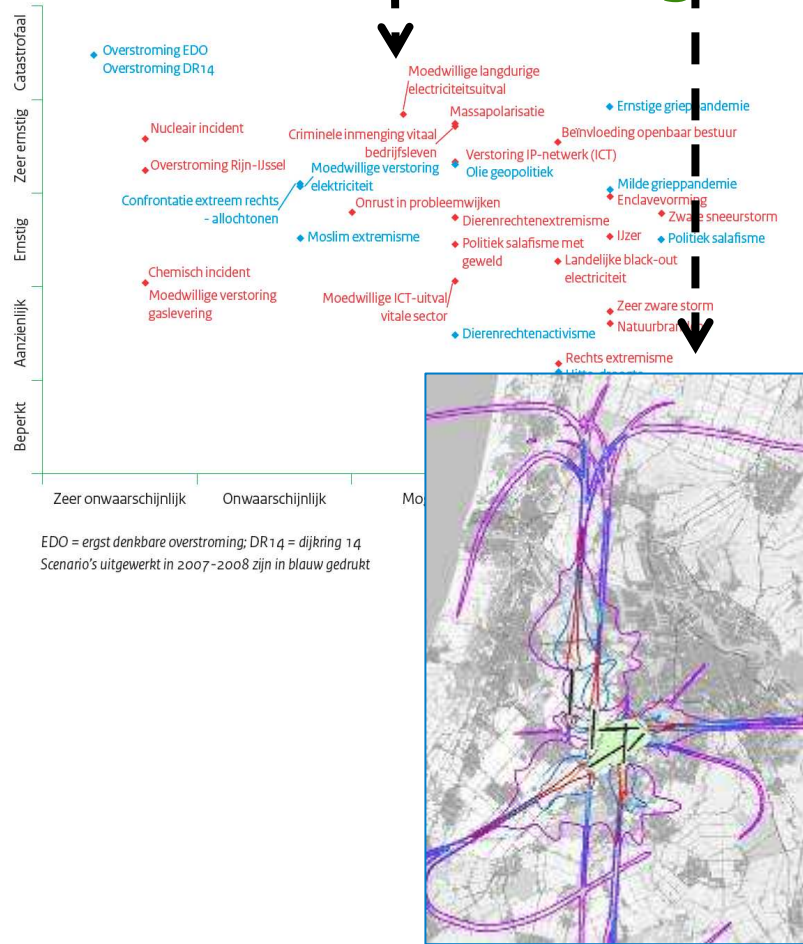 Catastrofaal
Zeer ernstig
Ernstig
Aanzienlijk
Beperkt
Overstroming EDO
Overstroming DR14
Nucleair incident
Overstroming Rijn-IJssel
Confrontatie extreem rechts
- allochtonen
Moslim extremisme
Chemisch incident
Moedwillige verstoring
gaslevering
Moedwillige langdurige
electriciteitsuitval
Massapolarisatie
Criminele inmenging vitaal
bedrijfsleven
Verstoring IP-netwerk (ICT)
Olie geopolitiek
Moedwillige verstoring
elektriciteit
Onrust in probleemwijken
Dierenrechtenextremisme
Politiek salafisme met
geweld
Moedwillige ICT-uitval
vitale sector
Dierenrechtenactivisme
Ernstige grieppandemie
Beïnvloeding openbaar bestuur
Milde grieppandemie
Enclavevorming
Zware sneeurstorm
IJzer
Politiek salafisme
Landelijke black-out
electriciteit
Zeer zware storm
Rechts extremisme
Zeer onwaarschijnlijk
Onwaarschijnlijk
EDO = ergst denkbare overstroming; DR14 = dijkring 14
Scenario's uitgewerkt in 2007-2008 zijn in blauw gedrukt